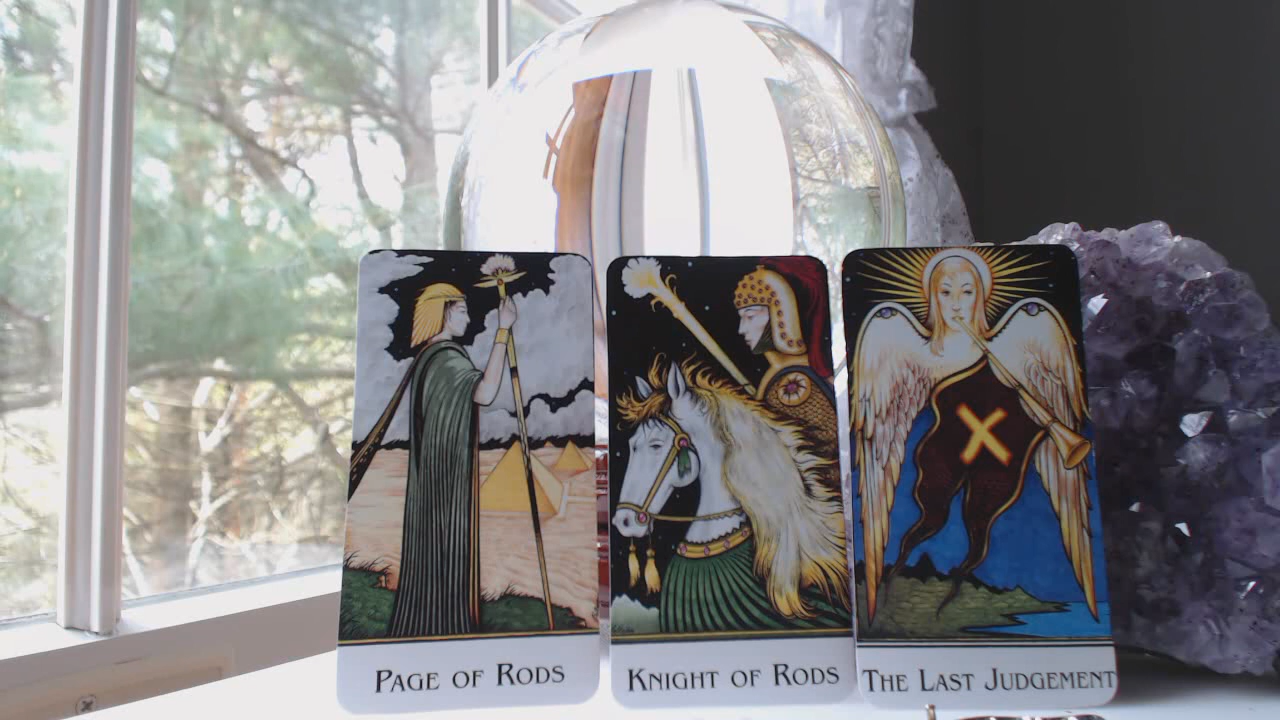 Page of Rods
Knight of Rods
The Last Judgement